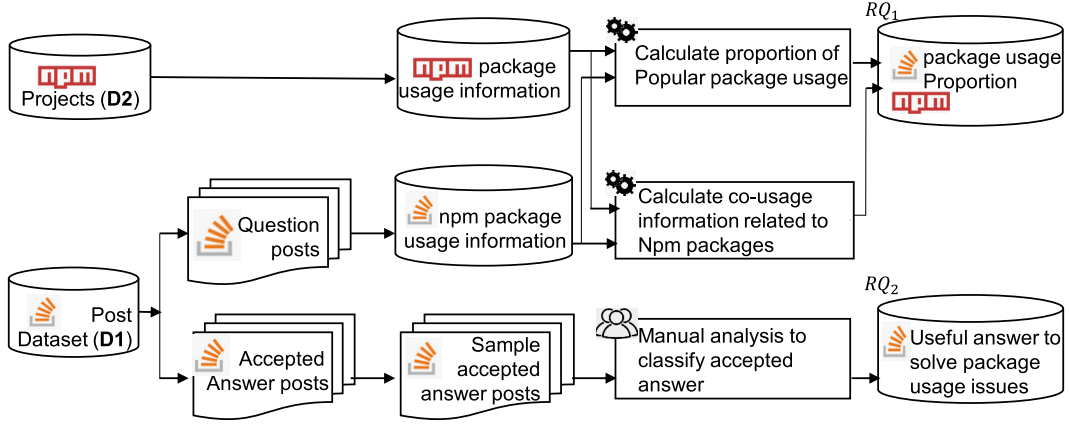 npm
Projects (D2)
npm package
usage information
Calculate proportion of
Popular package usage
RQ1
package usage
Proportion
npm
Question
posts
npm package
usage information
Calculate co-usage
information related to
Npm packages
Post
Dataset (D1)
Accepted
Answer posts
Sample
accepted
answer posts
Manual analysis to
classify accepted
answer
RQ2
Useful answer to
solve package
usage issues